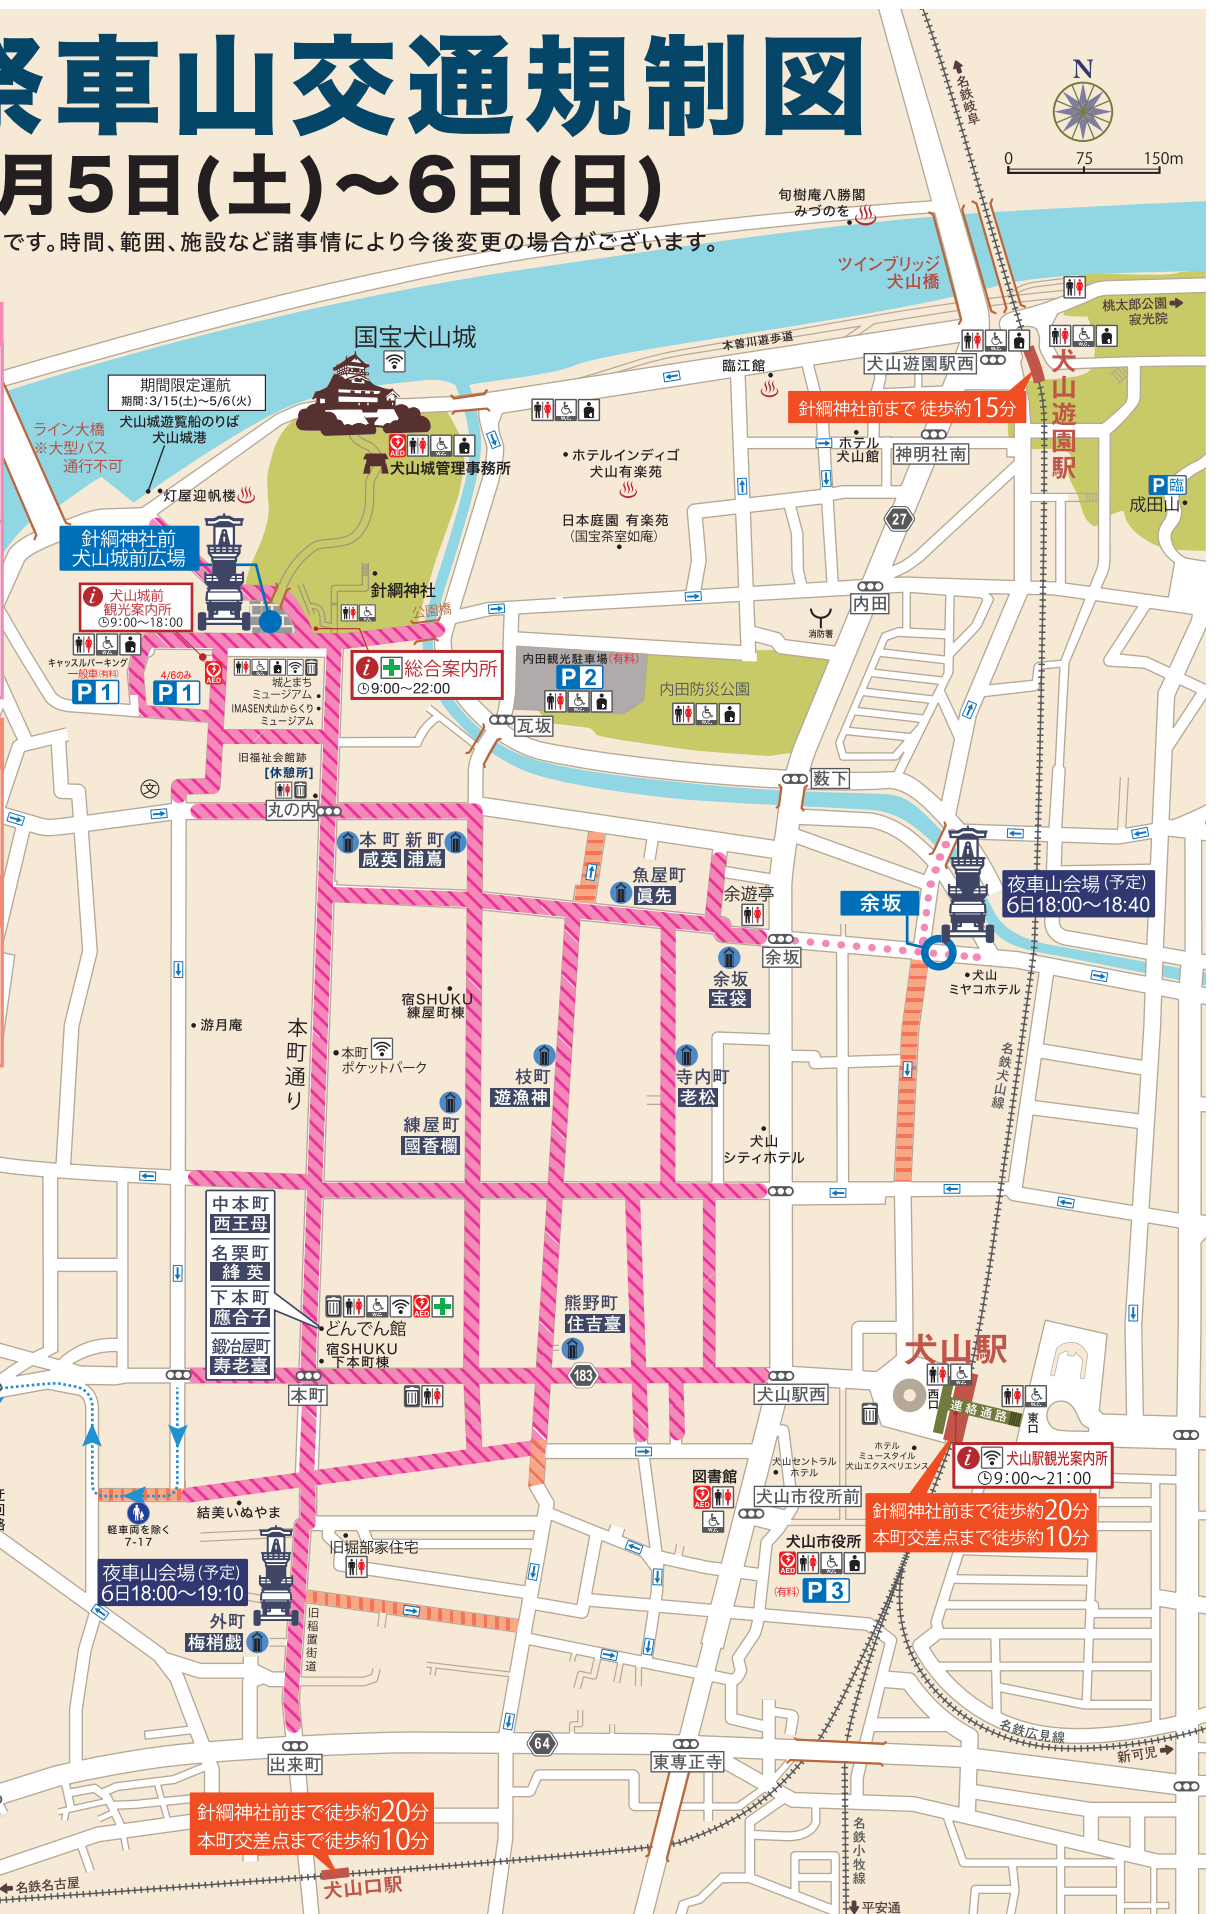 祭車山交通規制図
月5日(土)〜6日(日)
です。時間、範囲、施設など諸事情により今後変更の場合がございます。
N
0 75 150m
名鉄岐阜
旬樹庵八勝閣
みづのを
ツインブリッジ
犬山橋
桃太郎公園
寂光院
木曽川遊歩道
臨江館
犬山遊園駅西
犬山遊園駅
針綱神社前まで 徒歩約15分
国宝犬山城
期間限定運航
期間:3/15(土)〜5/6(火)
犬山城遊覧船のりば
犬山城港
ライン大橋
※大型バス
通行不可
灯屋迎帆楼
AED
W.C.
犬山城管理事務所
ホテルインディゴ
犬山有楽苑
ホテル
犬山館
神明社南
P 臨
成田山
27
日本庭園 有楽苑
(国宝茶室如庵)
針綱神社前
犬山城前広場
針綱神社
公園橋
内田
消防署
犬山城前
観光案内所
9:00〜18:00
キャッスルパーキング
一般車(有料)
P 1
4/6のみ
P 1
AED
総合案内所
9:00〜22:00
内田観光駐車場(有料)
P 2
内田防災公園
城とまち
ミュージアム
IMASEN犬山からくり
ミュージアム
瓦坂
旧福祉会館跡
[休憩所]
文
丸の内
薮下
本町
咸英
新町
浦嶌
魚屋町
眞先
余遊亭
余坂
夜車山会場(予定)
6日18:00〜18:40
余坂
余坂
宝袋
犬山
ミヤコホテル
游月庵
本町通り
宿SHUKU
練屋町棟
本町
ポケットパーク
枝町
遊漁神
寺内町
老松
練屋町
國香欄
名鉄犬山線
犬山
シティホテル
中本町
西王母
名栗町
縫英
下本町
應合子
鍛冶屋町
寿老臺
AED
どんでん館
宿SHUKU
下本町棟
熊野町
住吉臺
183
本町
犬山駅西
犬山駅
西口
連絡通路
東口
ホテル
ミュースタイル
犬山エクスペリエンス
犬山駅観光案内所
9:00〜21:00
犬山セントラル
ホテル
図書館
AED
犬山市役所前
針綱神社前まで徒歩約20分
本町交差点まで徒歩約10分
犬山市役所
AED
(有料) P 3
軽車両を除く
7-17
結美いぬやま
旧堀部家住宅
夜車山会場(予定)
6日18:00〜19:10
外町
梅梢戯
旧稲置街道
64
出来町
東専正寺
名鉄広見線
新可児
針綱神社前まで徒歩約20分
本町交差点まで徒歩約10分
犬山口駅
名鉄名古屋
名鉄小牧線
平安通